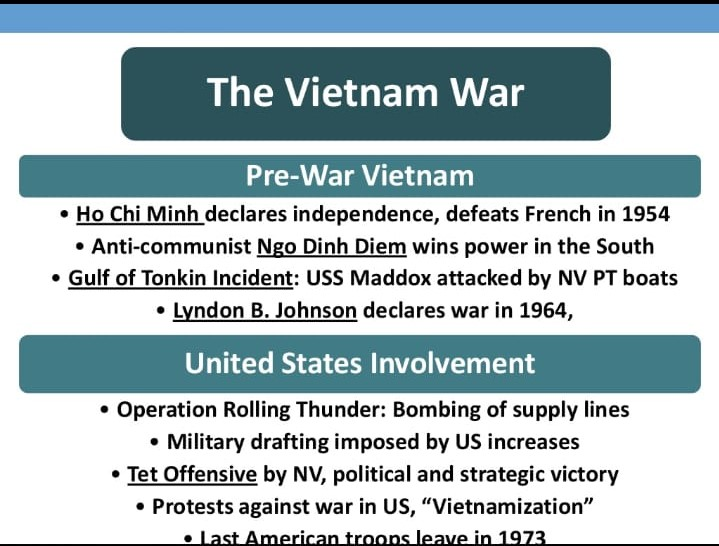 The Vietnam War
Pre-War Vietnam
• Ho Chi Minh declares independence, defeats French in 1954
• Anti-communist Ngo Dinh Diem wins power in the South
• Gulf of Tonkin Incident: USS Maddox attacked by NV PT boats
• Lyndon B. Johnson declares war in 1964,
United States Involvement
• Operation Rolling Thunder: Bombing of supply lines
• Military drafting imposed by US increases
• Tet Offensive by NV, political and strategic victory
• Protests against war in US, “Vietnamization”
• Last American troops leave in 1973